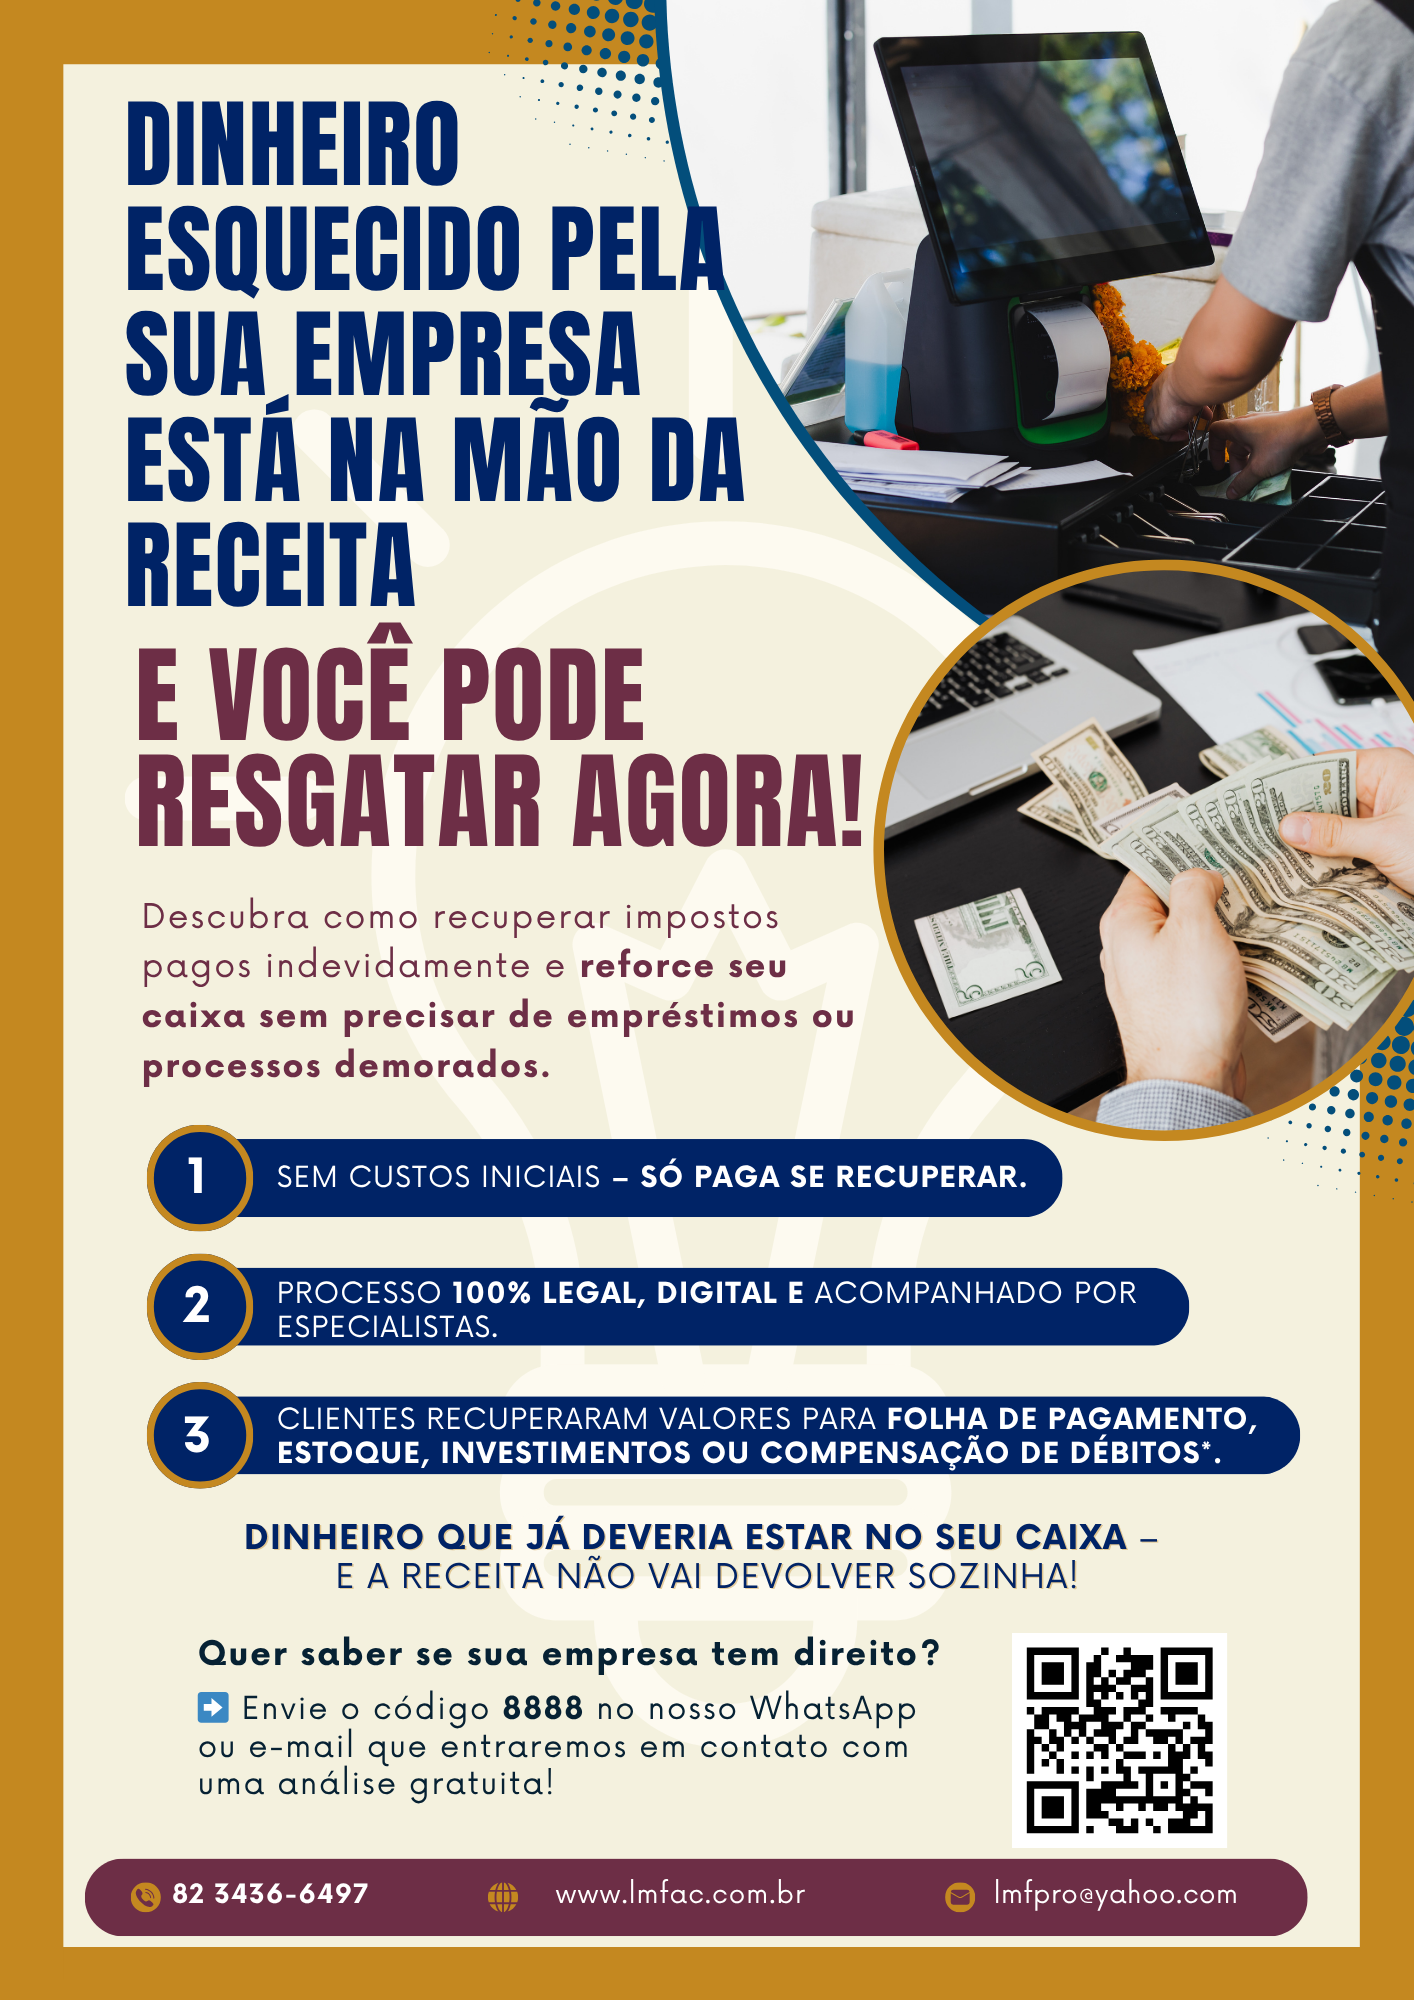 DINHEIRO
ESQUECIDO PELA
SUA EMPRESA
ESTÁ NA MÃO DA
RECEITA
E VOCÊ PODE
RESGATAR AGORA!
Descubra como recuperar impostos
pagos indevidamente e reforce seu
caixa sem precisar de empréstimos ou
processos demorados.
1 SEM CUSTOS INICIAIS – SÓ PAGA SE RECUPERAR.
2 PROCESSO 100% LEGAL, DIGITAL E ACOMPANHADO POR
ESPECIALISTAS.
3 CLIENTES RECUPERARAM VALORES PARA FOLHA DE PAGAMENTO,
ESTOQUE, INVESTIMENTOS OU COMPENSAÇÃO DE DÉBITOS*.
DINHEIRO QUE JÁ DEVERIA ESTAR NO SEU CAIXA –
E A RECEITA NÃO VAI DEVOLVER SOZINHA!
Quer saber se sua empresa tem direito?
➡ Envie o código 8888 no nosso WhatsApp
ou e-mail que entraremos em contato com
uma análise gratuita!
82 3436-6497 www.lmfac.com.br lmfpro@yahoo.com